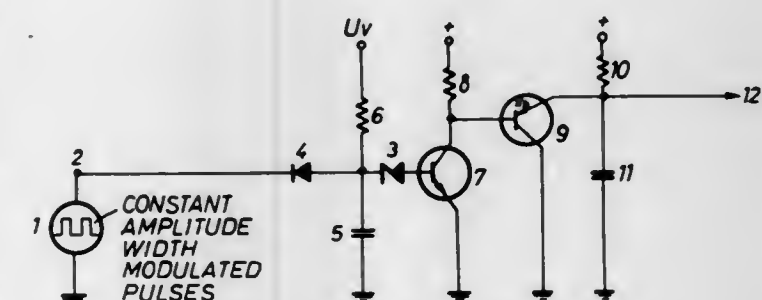 Uv
+
+
6
8
10
12
2
4
3
9
7
11
1
CONSTANT
AMPLITUDE
WIDTH
MODULATED
PULSES
5